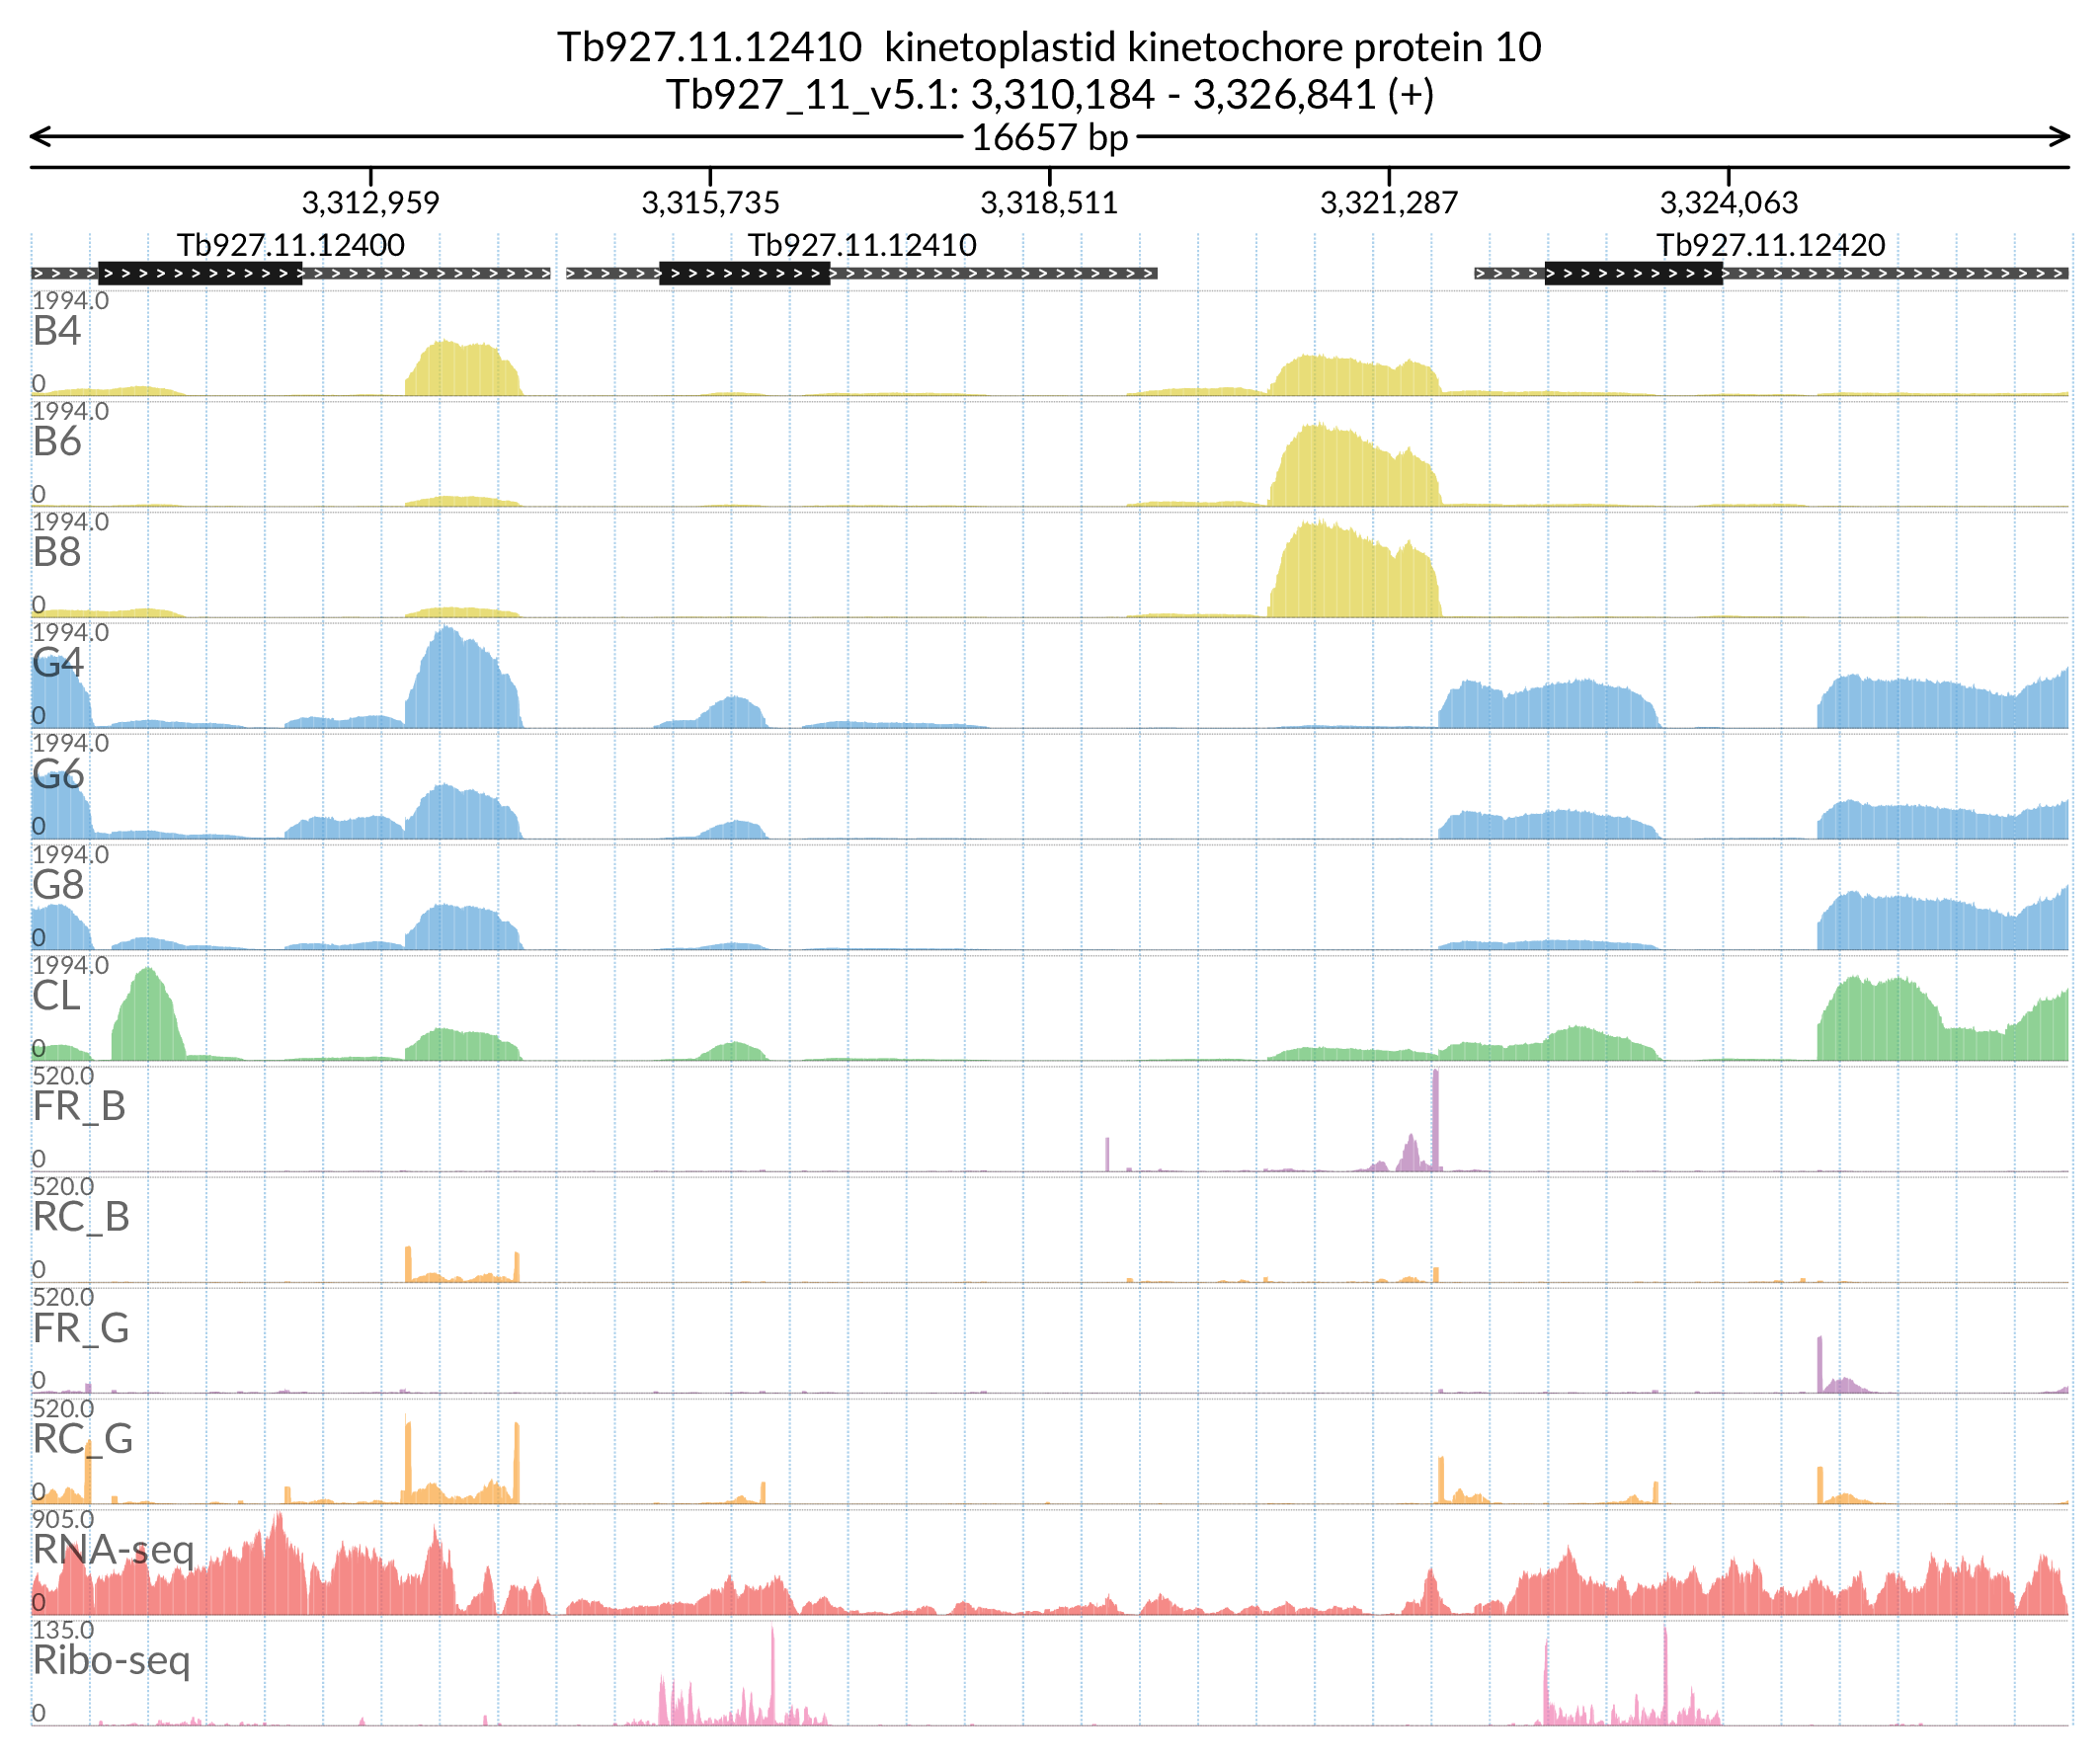 Tb927.11.12410  kinetoplastid kinetochore protein 10
Tb927_11_v5.1: 3,310,184 - 3,326,841 (+)
16657 bp
3,312,959 3,315,735 3,318,511 3,321,287 3,324,063
Tb927.11.12400 Tb927.11.12410 Tb927.11.12420
1994.0
B4
0
1994.0
B6
0
1994.0
B8
0
1994.0
G4
0
1994.0
G6
0
1994.0
G8
0
1994.0
CL
0
520.0
FR_B
0
520.0
RC_B
0
520.0
FR_G
0
520.0
RC_G
0
905.0
RNA-seq
0
135.0
Ribo-seq
0